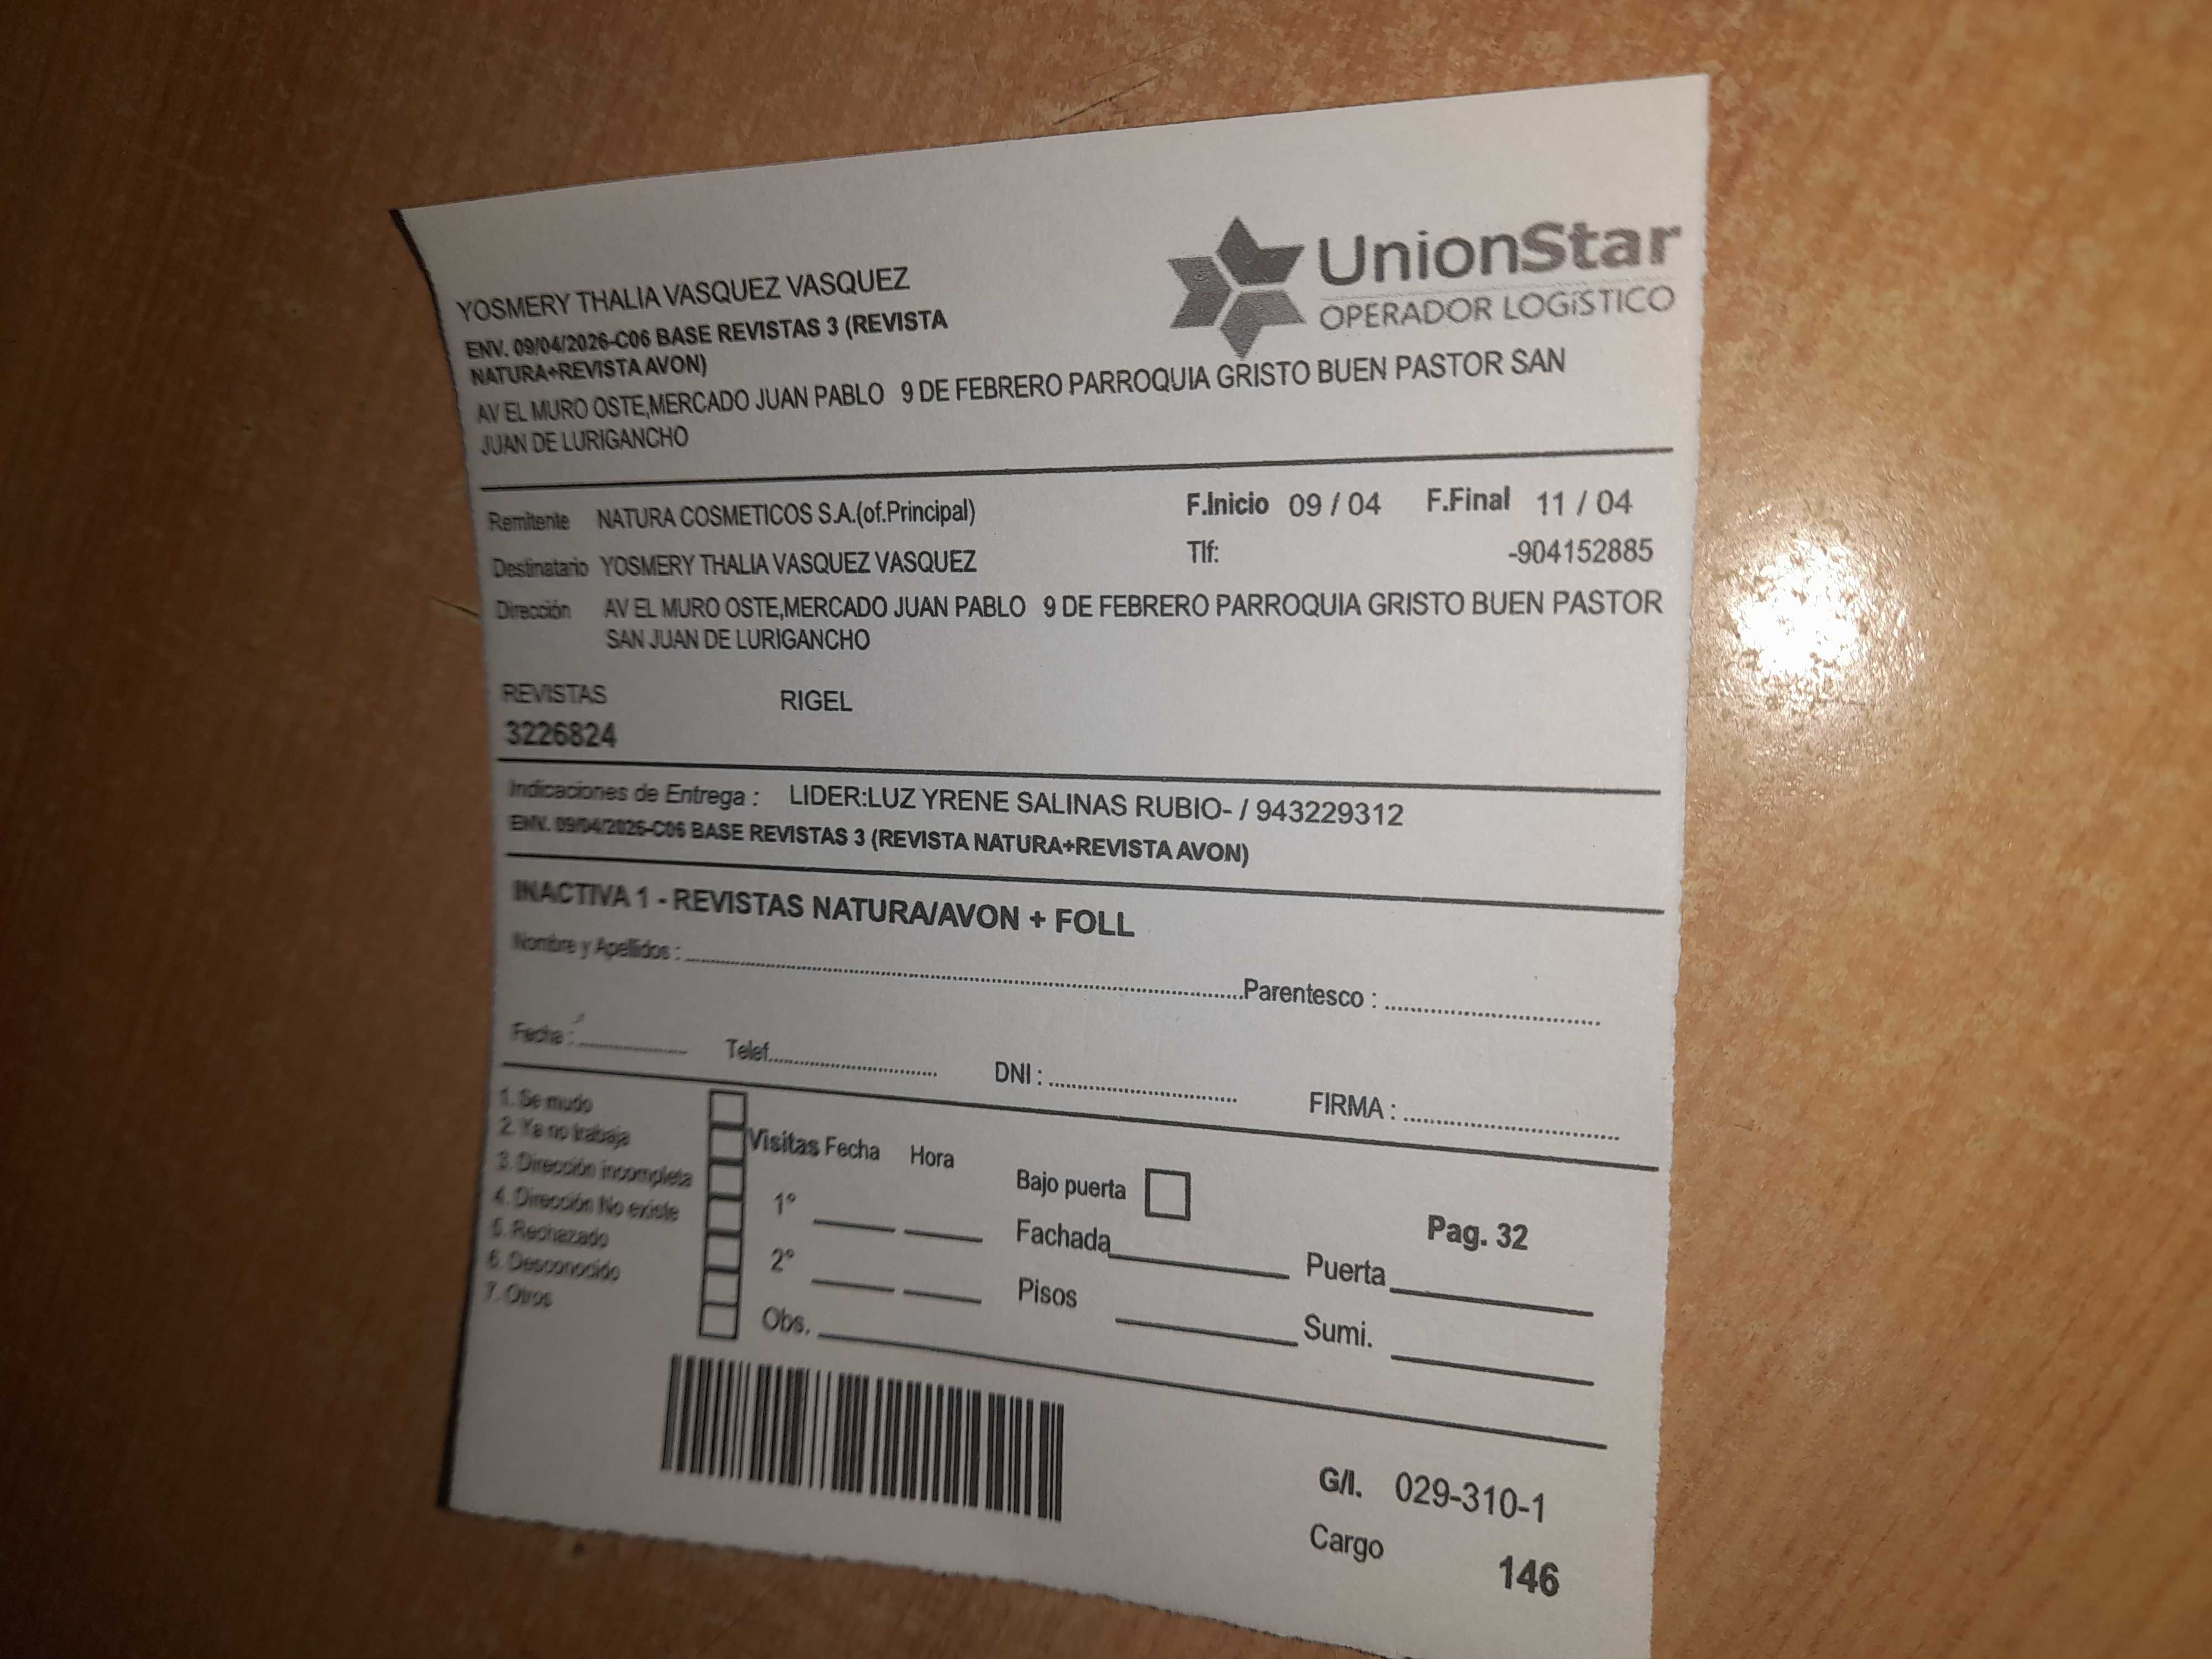 UnionStar
OPERADOR LOGíSTICO
YOSMERY THALIA VASQUEZ VASQUEZ
ENV. 09/04/2026-C06 BASE REVISTAS 3 (REVISTA
NATURA+REVISTA AVON)
AV EL MURO OSTE,MERCADO JUAN PABLO 9 DE FEBRERO PARROQUIA GRISTO BUEN PASTOR SAN
JUAN DE LURIGANCHO
Remitente NATURA COSMETICOS S.A.(of.Principal) F.Inicio 09 / 04 F.Final 11 / 04
Destinatario YOSMERY THALIA VASQUEZ VASQUEZ Tlf: -904152885
Dirección AV EL MURO OSTE,MERCADO JUAN PABLO 9 DE FEBRERO PARROQUIA GRISTO BUEN PASTOR
SAN JUAN DE LURIGANCHO
REVISTAS RIGEL
3226824
Indicaciones de Entrega : LIDER:LUZ YRENE SALINAS RUBIO- / 943229312
ENV. 09/04/2026-C06 BASE REVISTAS 3 (REVISTA NATURA+REVISTA AVON)
INACTIVA 1 - REVISTAS NATURA/AVON + FOLL
Nombre y Apellidos : Parentesco :
Fecha : Telef. DNI : FIRMA :
1. Se mudo
2. Ya no trabaja
3. Dirección incompleta
4. Dirección No existe
5. Rechazado
6. Desconocido
7. Otros
Visitas Fecha Hora
1°
2°
Obs.
Bajo puerta
Fachada
Pisos
Pag. 32
Puerta
Sumi.
G/I. 029-310-1
Cargo 146